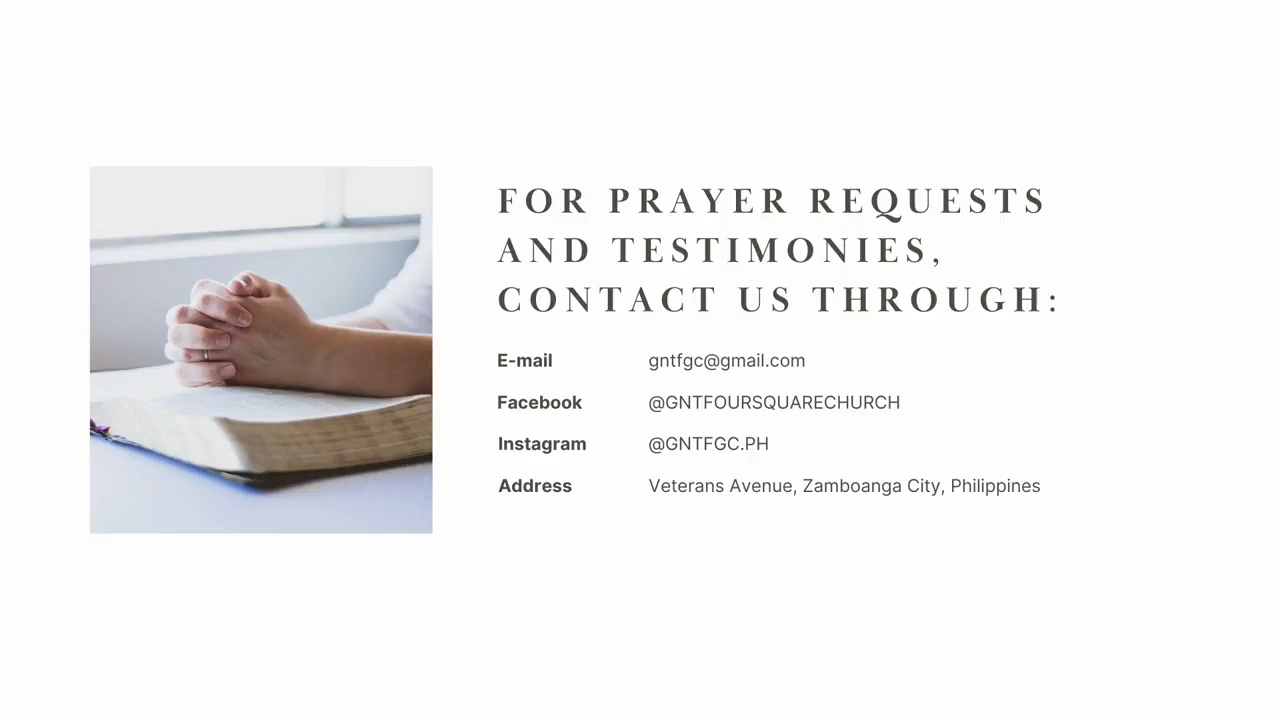 FOR PRAYER REQUESTS
AND TESTIMONIES,
CONTACT US THROUGH:
E-mail gntfgc@gmail.com
Facebook @GNTFOURSQUARECHURCH
Instagram @GNTFGC.PH
Address Veterans Avenue, Zamboanga City, Philippines